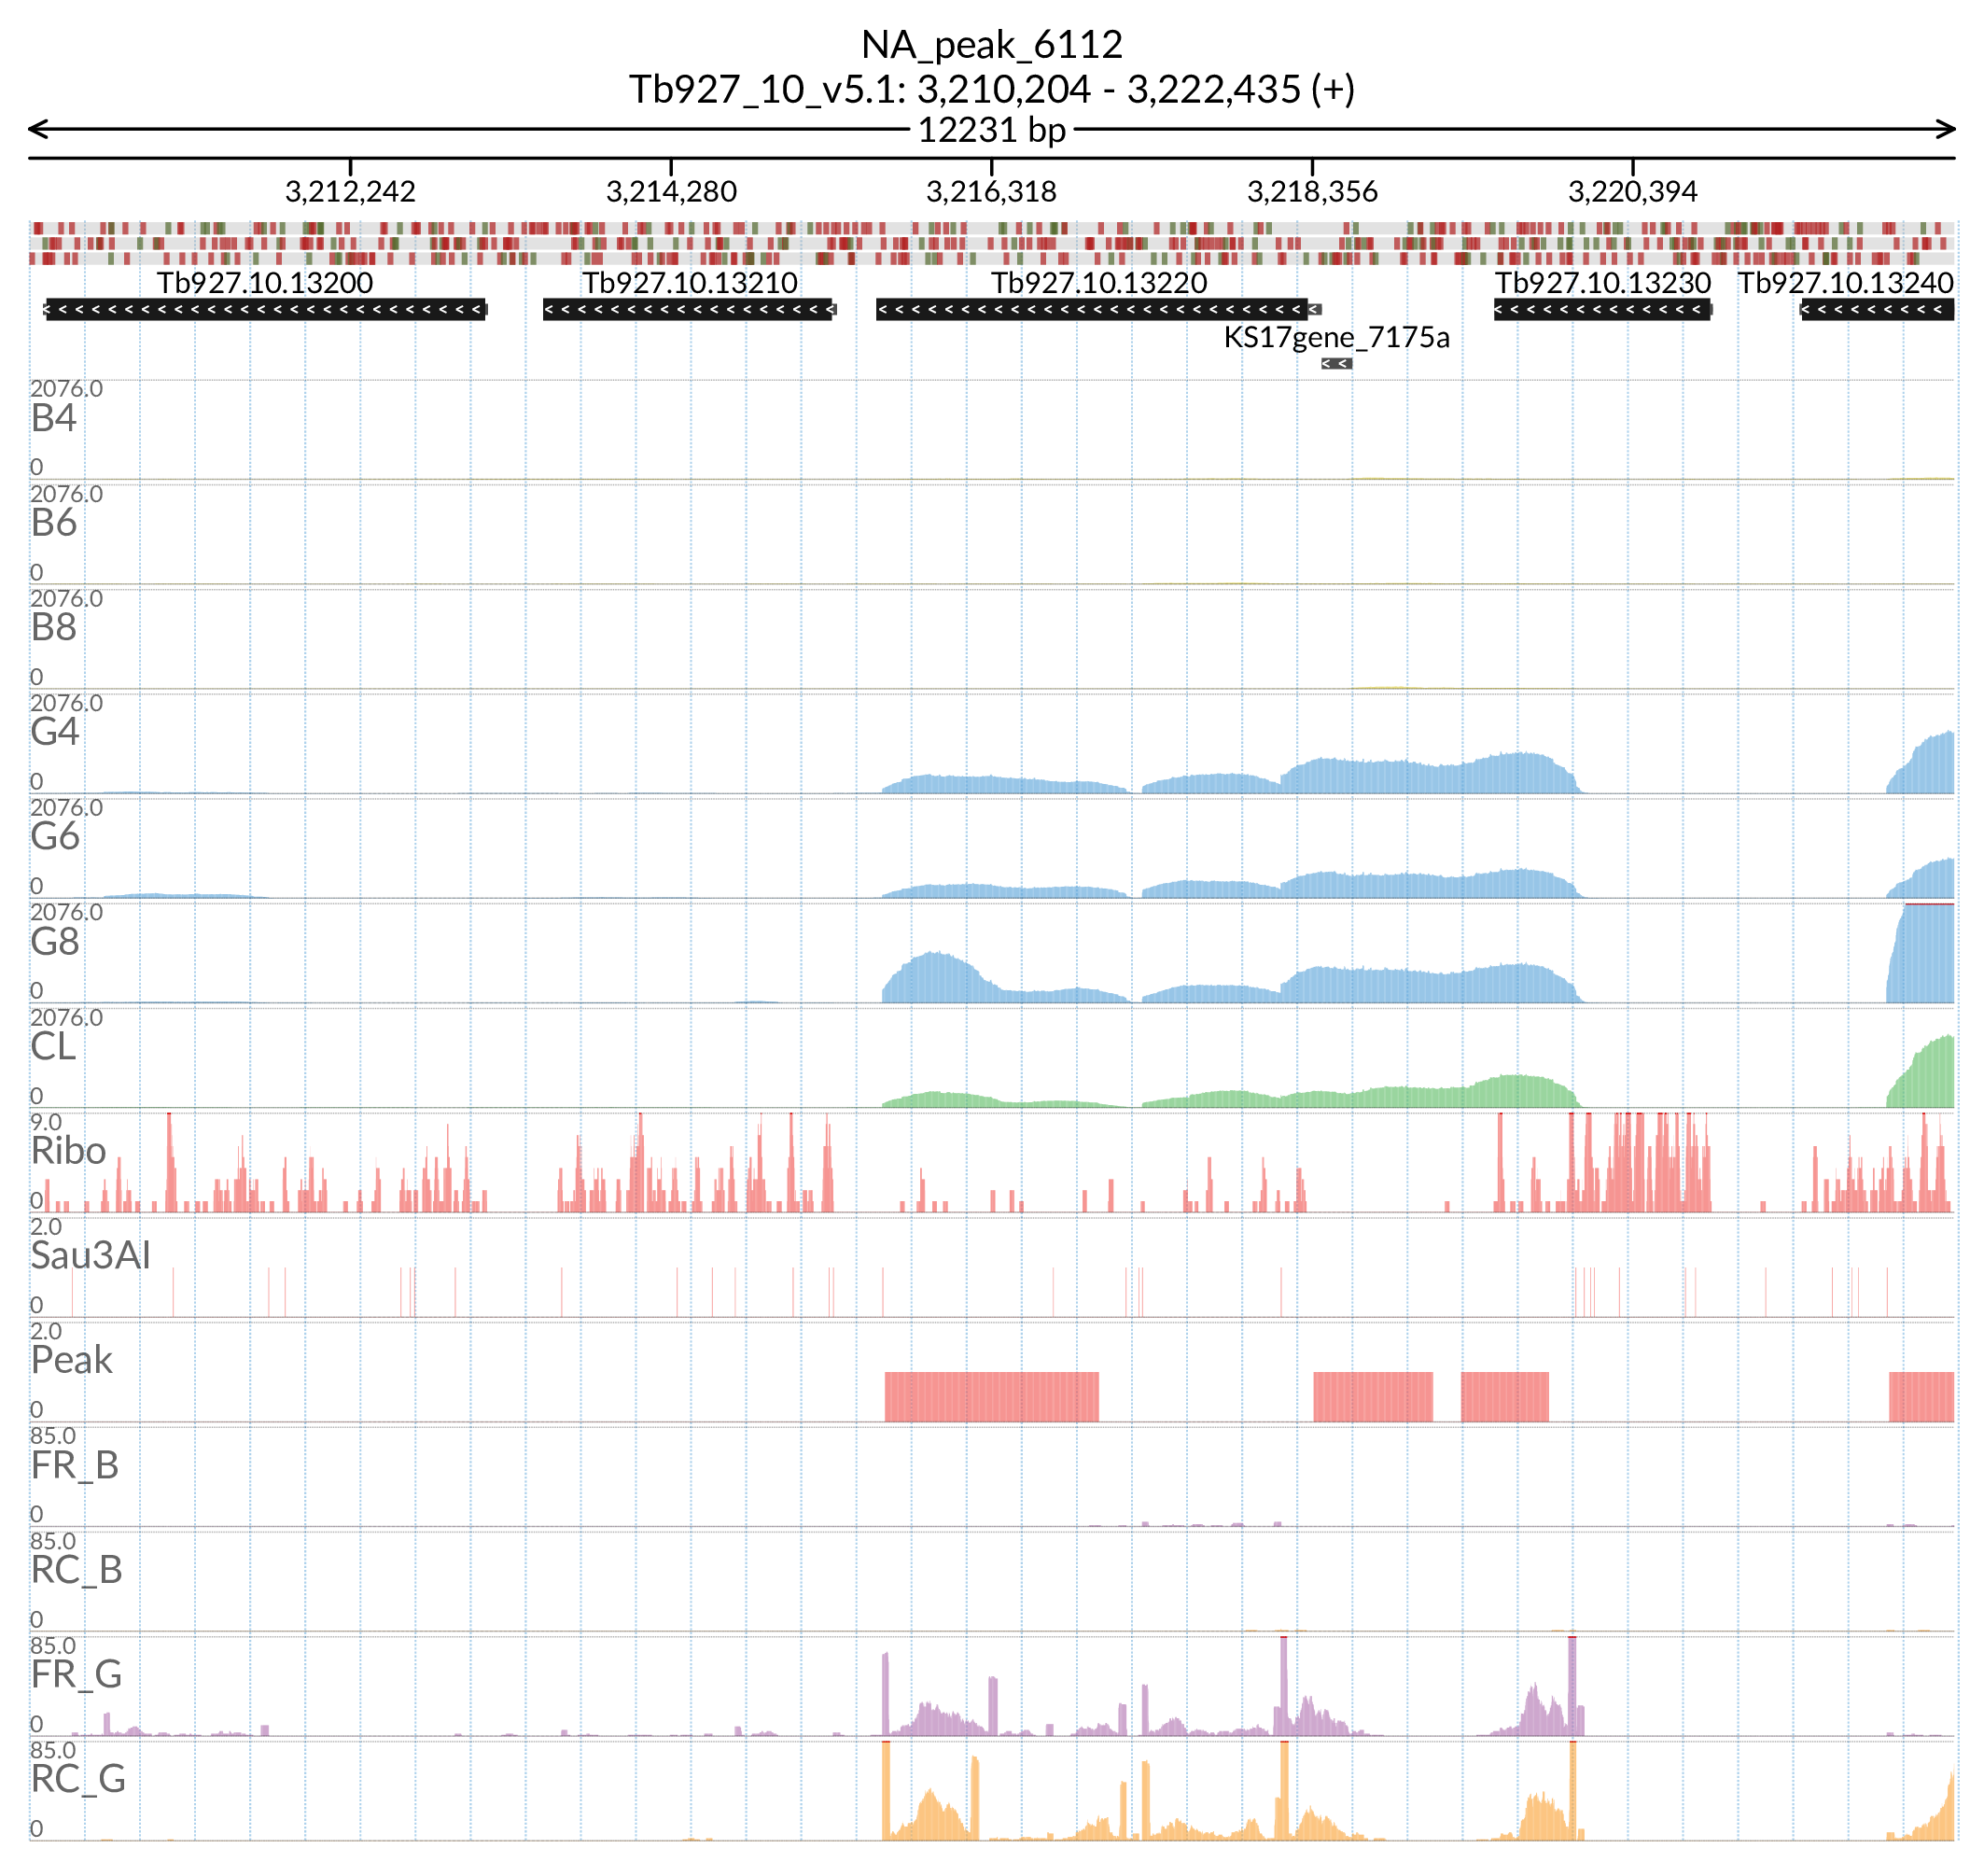 NA_peak_6112
Tb927_10_v5.1: 3,210,204 - 3,222,435 (+)
12231 bp
3,212,242 3,214,280 3,216,318 3,218,356 3,220,394
Tb927.10.13200 Tb927.10.13210 Tb927.10.13220 Tb927.10.13230 Tb927.10.13240
KS17gene_7175a
2076.0
B4
0
2076.0
B6
0
2076.0
B8
0
2076.0
G4
0
2076.0
G6
0
2076.0
G8
0
2076.0
CL
0
9.0
Ribo
0
2.0
Sau3AI
0
2.0
Peak
0
85.0
FR_B
0
85.0
RC_B
0
85.0
FR_G
0
85.0
RC_G
0